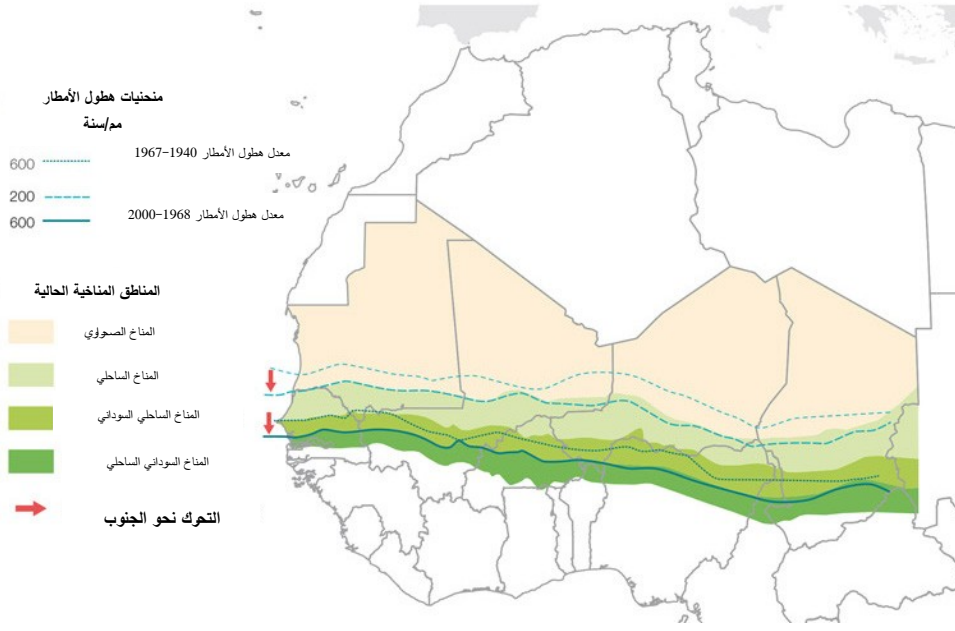 منحنيات هطول الأمطار
مم/سنة
600 معدل هطول الأمطار 1940–1967
200
600 معدل هطول الأمطار 1968–2000
المناطق المناخية الحالية
المناخ الصحراوي
المناخ الساحلي
المناخ الساحلي السوداني
المناخ السوداني الساحلي
التحوك نحو الجنوب